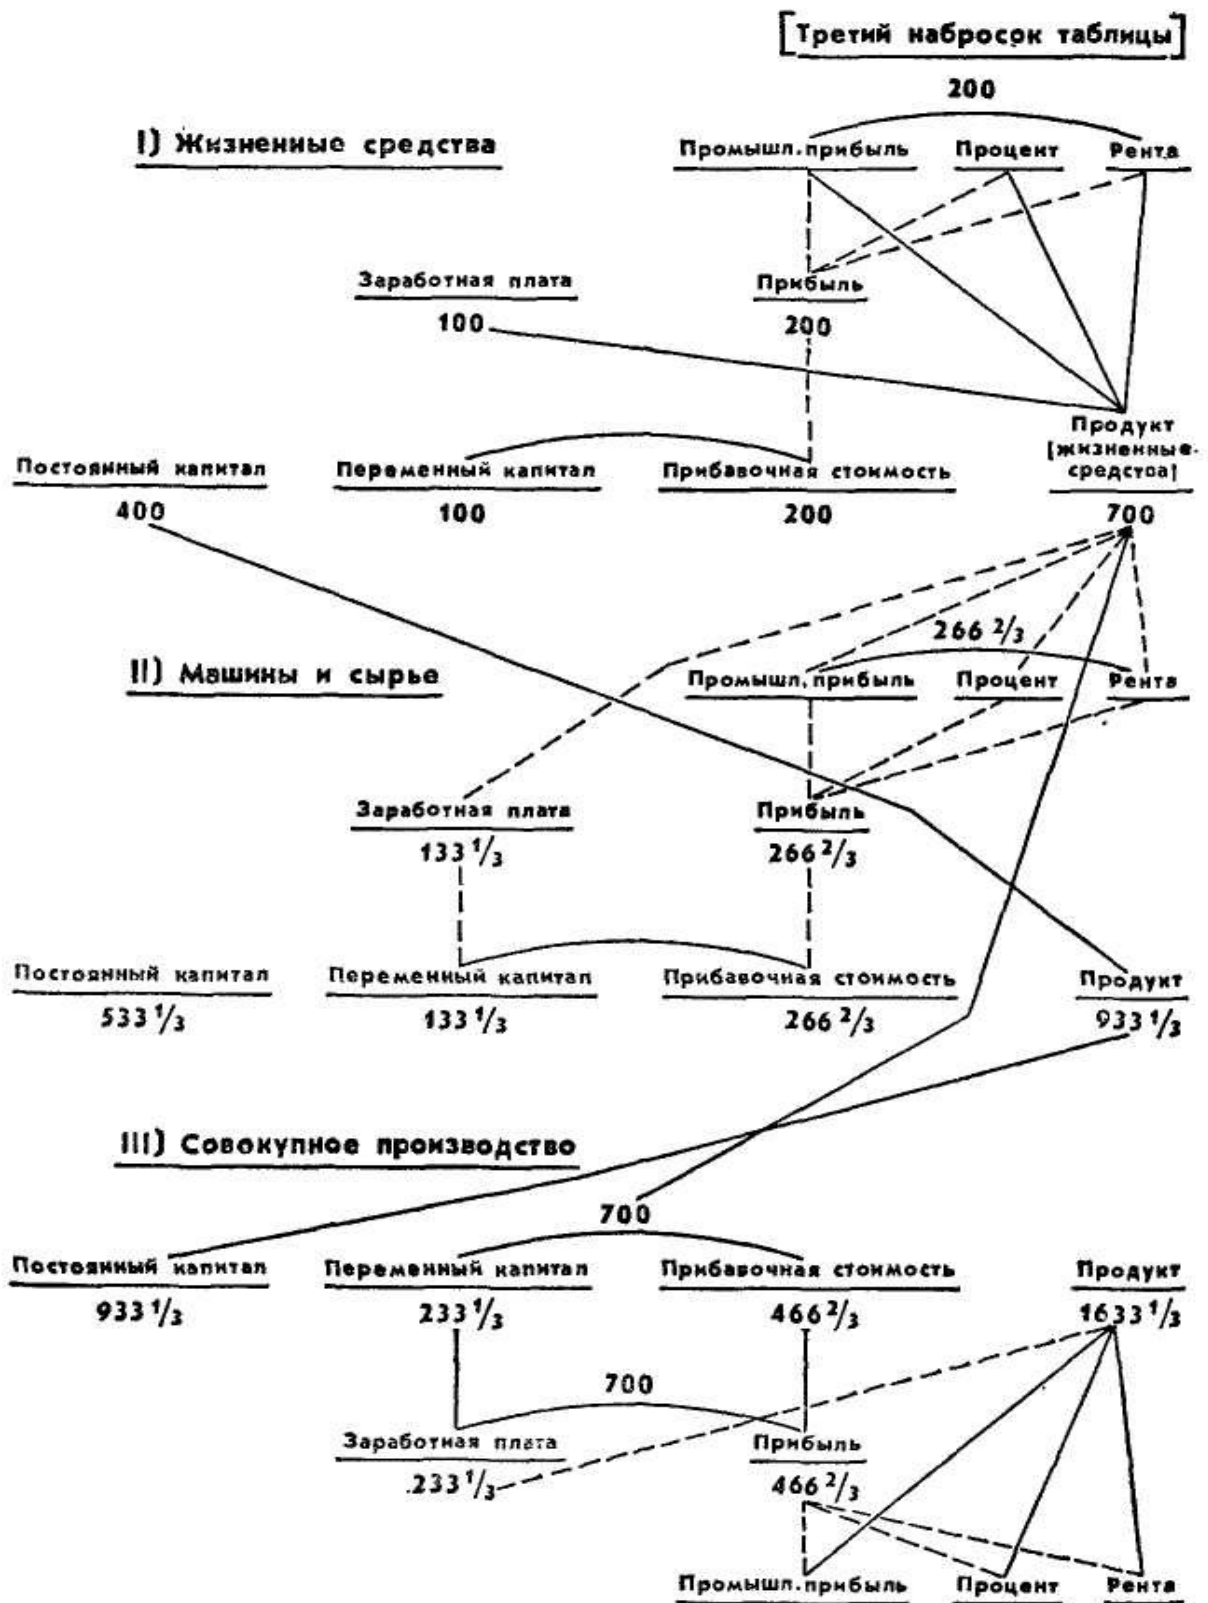 [Третий набросок таблицы]
200
I) Жизненные средства
Промышл. прибыль Процент Рента
Заработная плата Прибыль
100 200
Продукт
[жизненные
средства]
Постоянный капитал Переменный капитал Прибавочная стоимость
400 100 200 700
266 2/3
II) Машины и сырье
Промышл. прибыль Процент Рента
Заработная плата Прибыль
133 1/3 266 2/3
Постоянный капитал Переменный капитал Прибавочная стоимость Продукт
533 1/3 133 1/3 266 2/3 933 1/3
III) Совокупное производство
700
Постоянный капитал Переменный капитал Прибавочная стоимость Продукт
933 1/3 233 1/3 466 2/3 1633 1/3
700
Заработная плата Прибыль
233 1/3 466 2/3
Промышл. прибыль Процент Рента